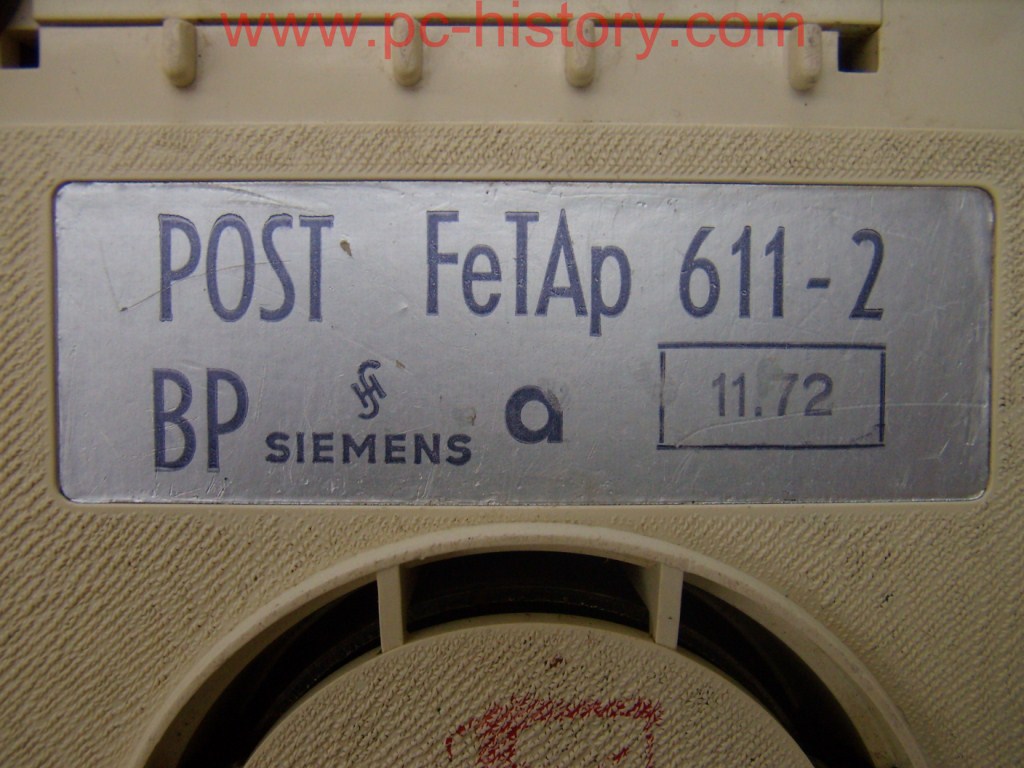 www.pc-history.com
POST FeTAp 611-2
BP SIEMENS a 11.72